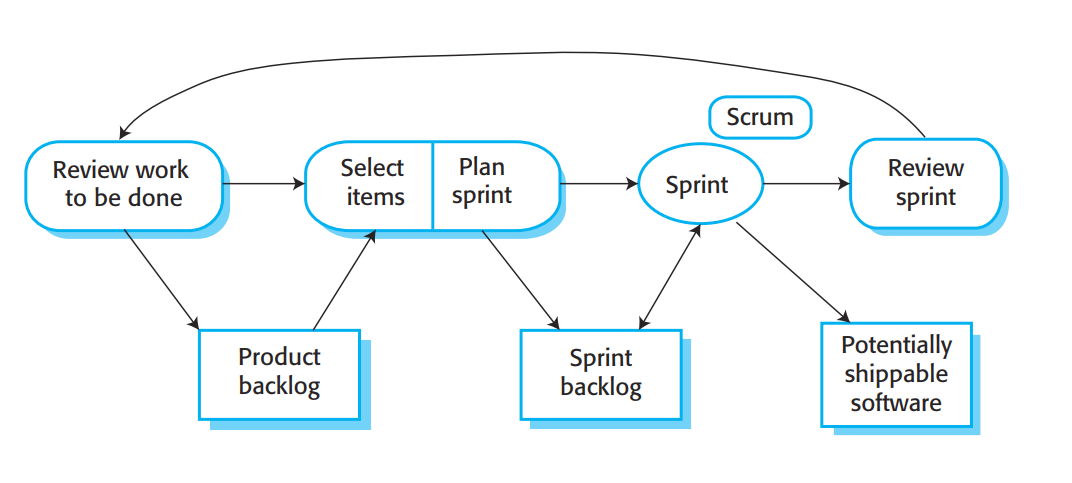 Scrum
Review work
to be done
Select
items
Plan
sprint
Sprint
Review
sprint
Product
backlog
Sprint
backlog
Potentially
shippable
software